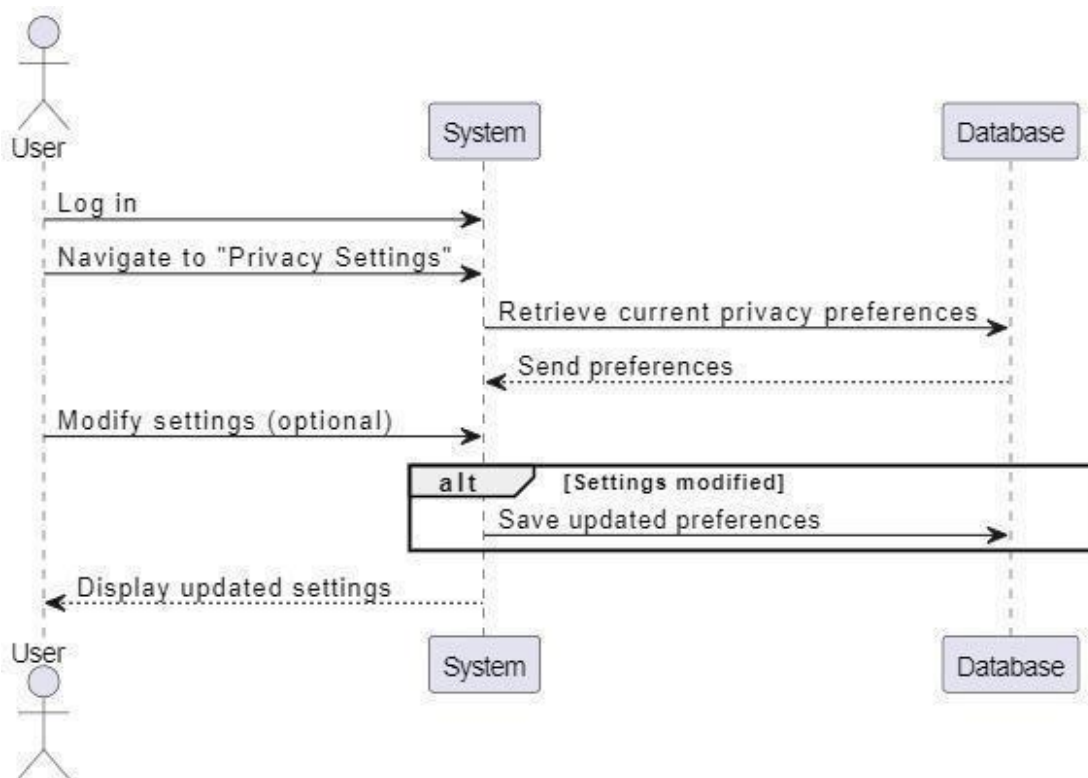 User
System
Database
Log in
Navigate to "Privacy Settings"
Retrieve current privacy preferences
Send preferences
Modify settings (optional)
alt [Settings modified]
Save updated preferences
Display updated settings
User
System
Database